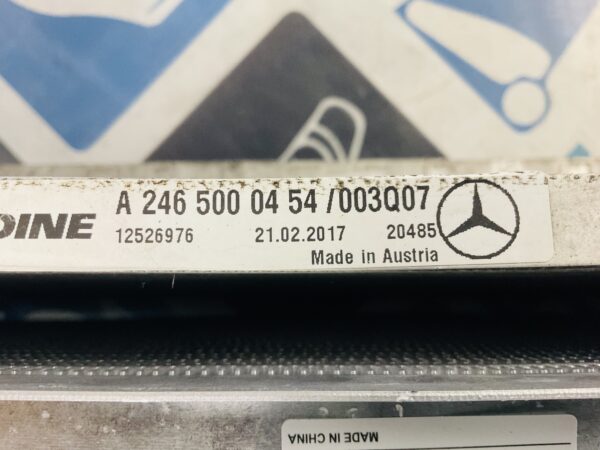 DINE A 246 500 04 54 /003Q07
12526976 21.02.2017 20485
Made in Austria
MADE IN CHINA